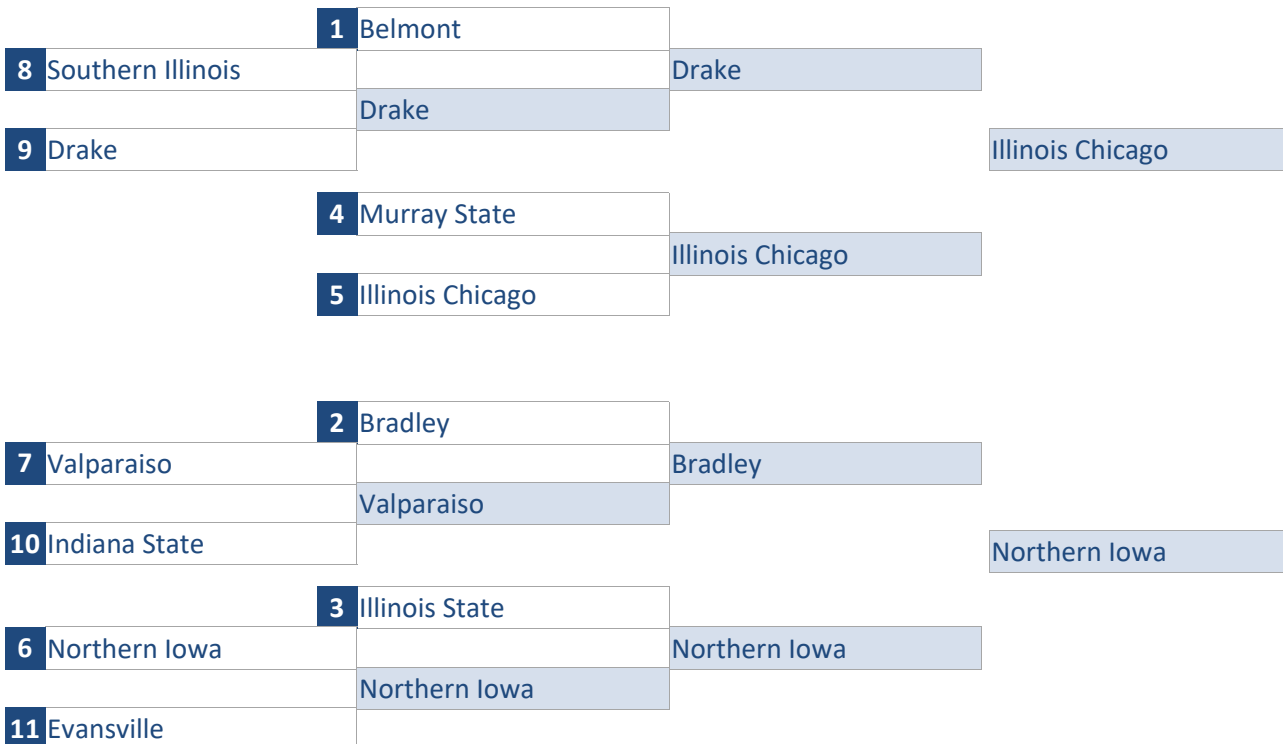 1 Belmont
8 Southern Illinois
Drake
Drake
9 Drake
Illinois Chicago
4 Murray State
Illinois Chicago
5 Illinois Chicago
2 Bradley
7 Valparaiso
Bradley
Valparaiso
10 Indiana State
Northern Iowa
3 Illinois State
6 Northern Iowa
Northern Iowa
Northern Iowa
11 Evansville